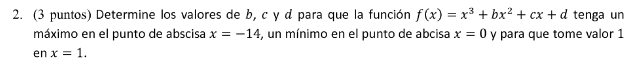 2. (3 puntos) Determine los valores de b, c y d para que la función f(x) = x³ + bx² + cx + d tenga un
máximo en el punto de abscisa x = −14, un mínimo en el punto de abcisa x = 0 y para que tome valor 1
en x = 1.